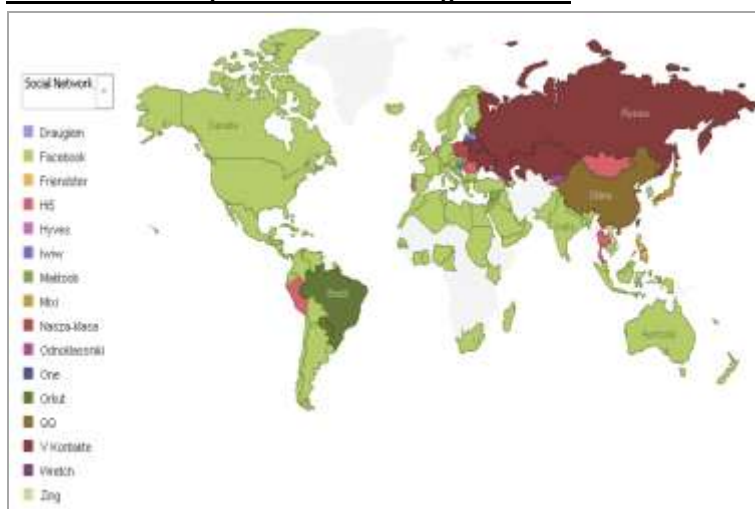 Social Network
Draugiem
Facebook
Friendster
Hi5
Hyves
Iwiw
Maktoob
Mixi
Nasza-klasa
Odnoklassniki
One
Orkut
QQ
V Kontakte
Wretch
Zing
Canada
Russia
China
Brazil
Australia